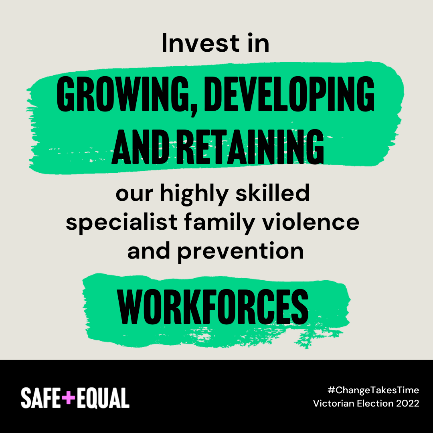 Invest in
GROWING, DEVELOPING
AND RETAINING
our highly skilled
specialist family violence
and prevention
WORKFORCES
SAFE+EQUAL
#ChangeTakesTime
Victorian Election 2022